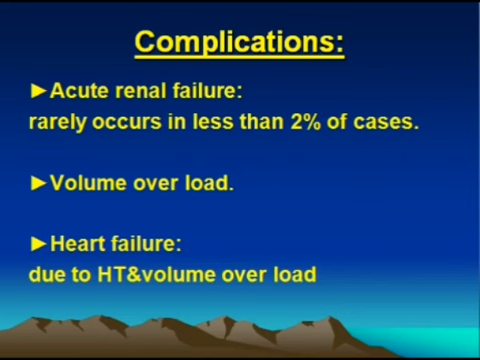 Complications:
►Acute renal failure:
rarely occurs in less than 2% of cases.
►Volume over load.
►Heart failure:
due to HT&volume over load